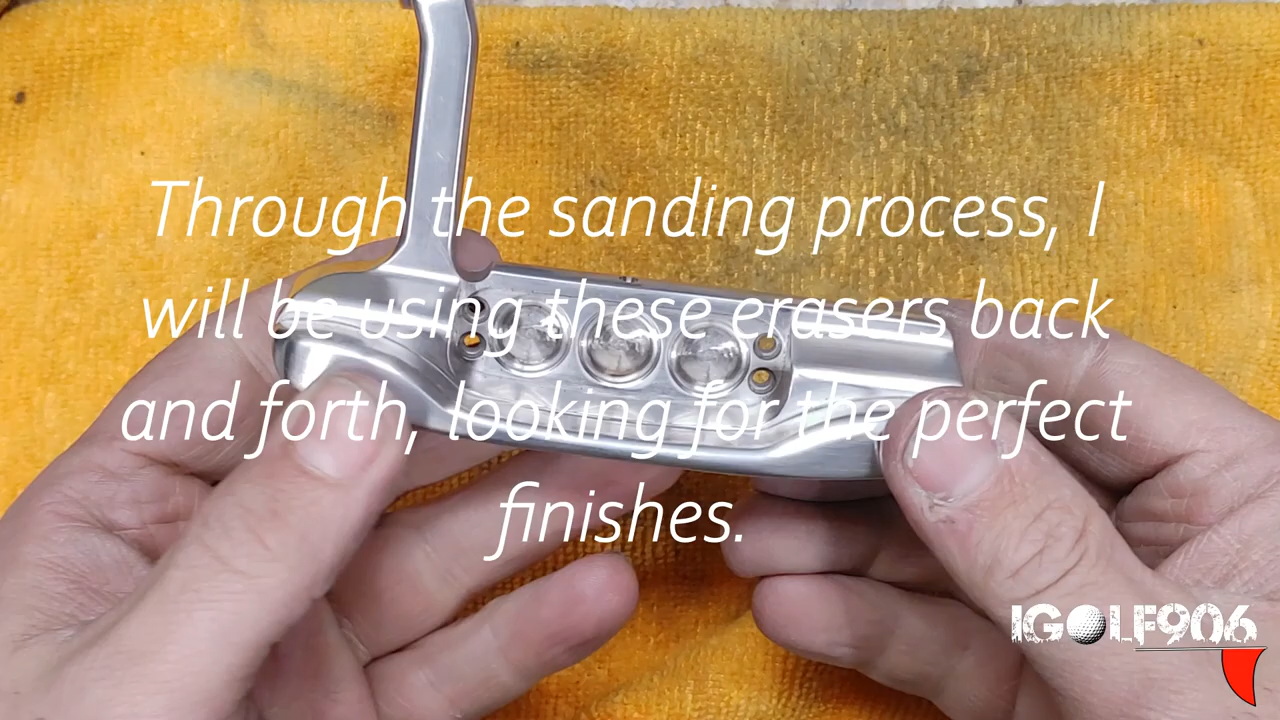 Through the sanding process, I
will be using these erasers back
and forth, looking for the perfect
finishes.
IGOLF906